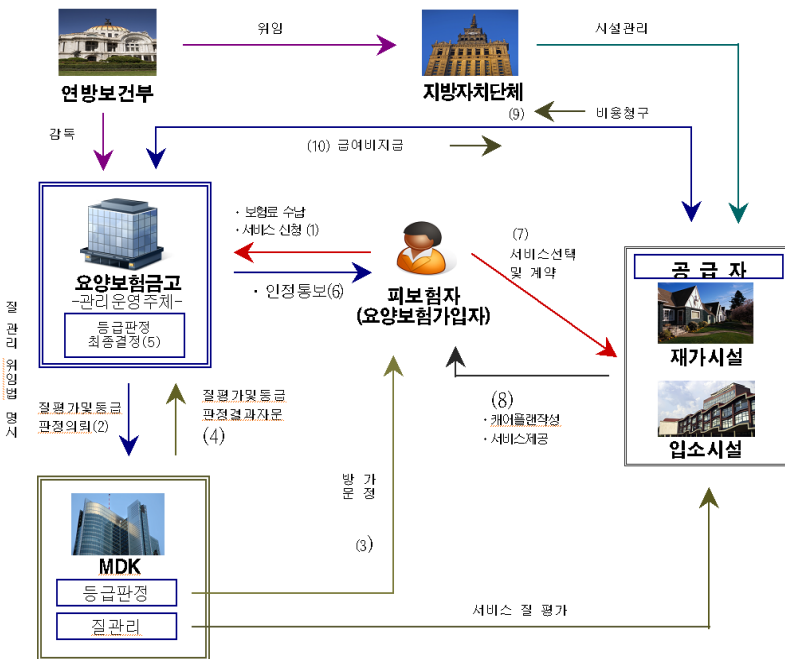 위임
시설관리
연방보건부
지방자치단체
감독
(9)
비용청구
(10) 급여비지급
· 보험료 수납
· 서비스 신청 (1)
(7)
서비스선택
및 계약
공 급 자
요양보험금고
-관리운영주체-
· 인정통보(6)
피보험자
(요양보험가입자)
등급판정
최종결정(5)
재가시설
질 관리 위임법 명시
질평가및등급
판정의뢰(2)
질평가및등급
판정결과자문
(4)
(8)
· 캐어플랜작성
· 서비스제공
입소시설
방 가
문 정
(3)
MDK
등급판정
질관리
서비스 질 평가